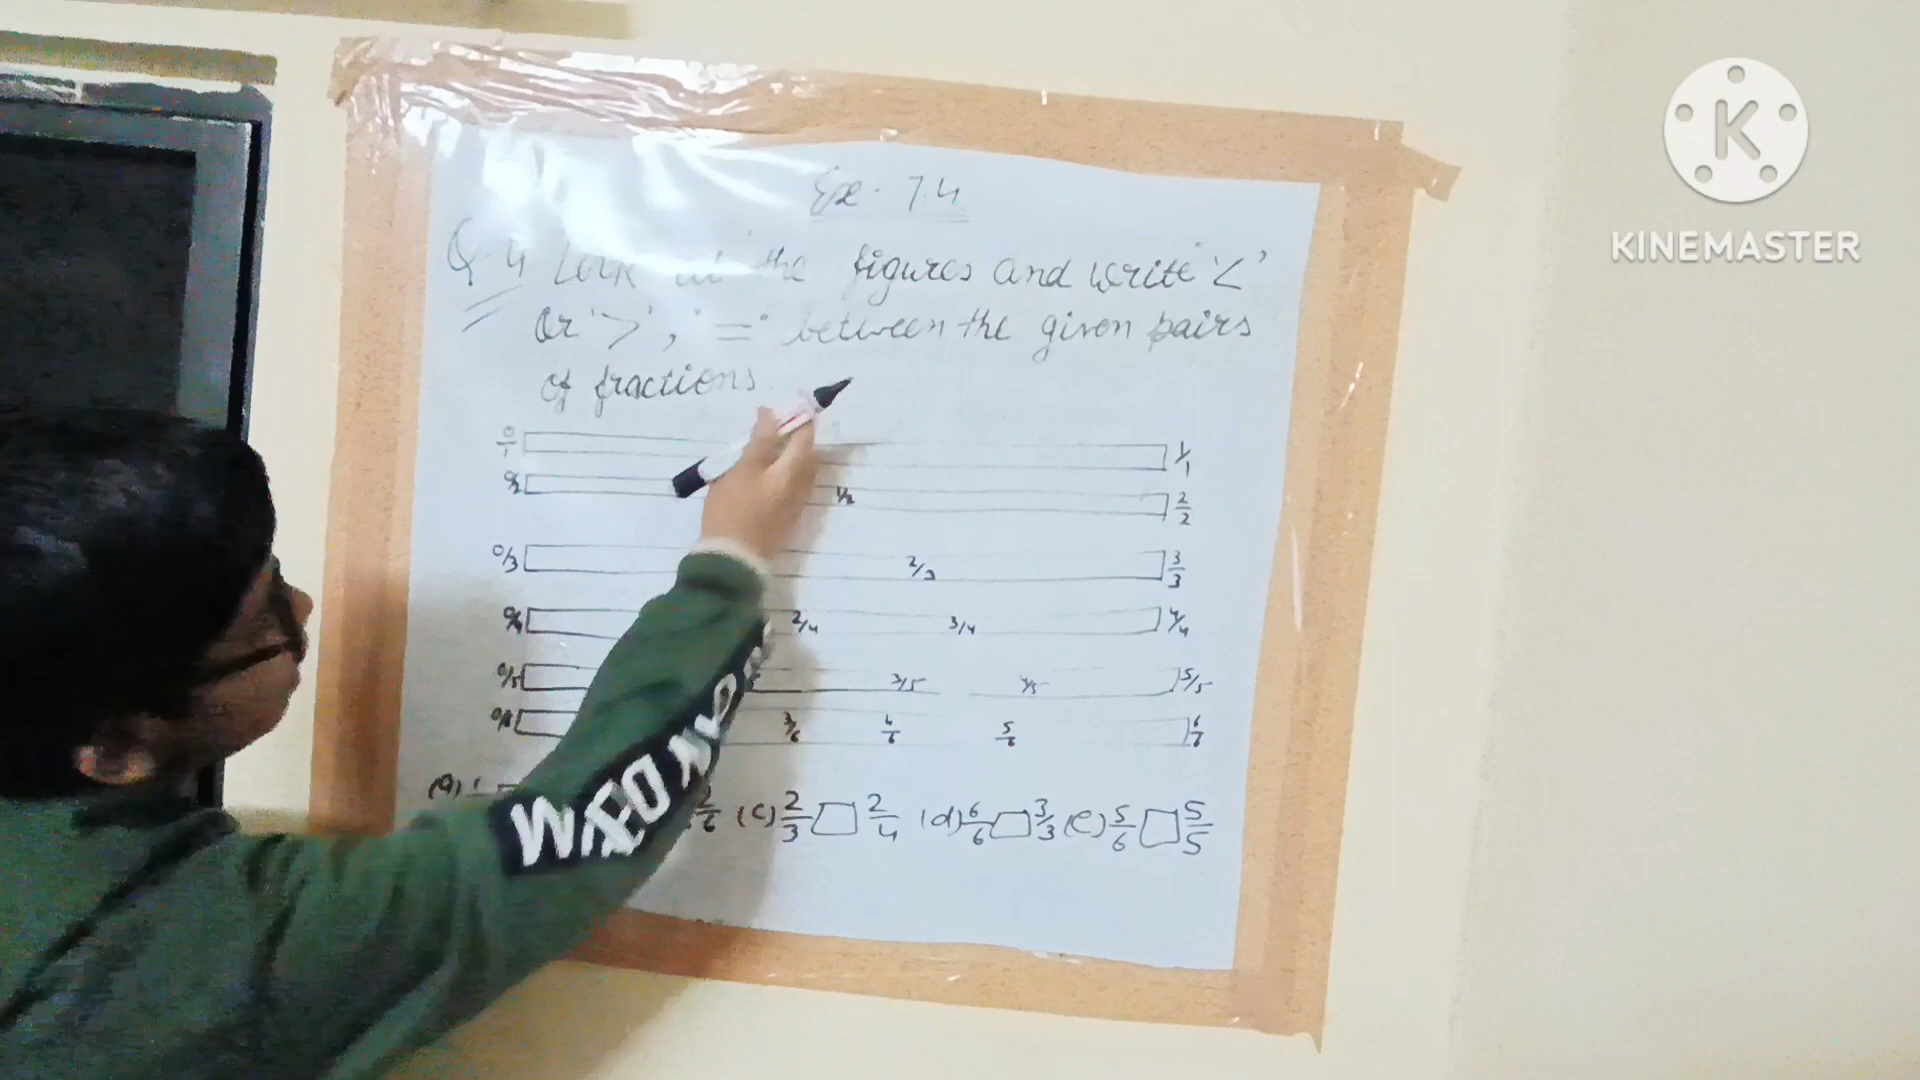 Ex - 7.4
Q.4 Look at the figures and write '<'
or '>', '=' between the given pairs
of fractions.
0/1 1/1
0/2 1/2 2/2
0/3 2/3 3/3
0/4 2/4 3/4 4/4
0/5 3/5 4/5 5/5
0/6 3/6 4/6 5/6 6/6
(a) (c) 2/3 □ 2/4 (d) 6/6 □ 3/3 (e) 5/6 □ 5/5
K
KINEMASTER